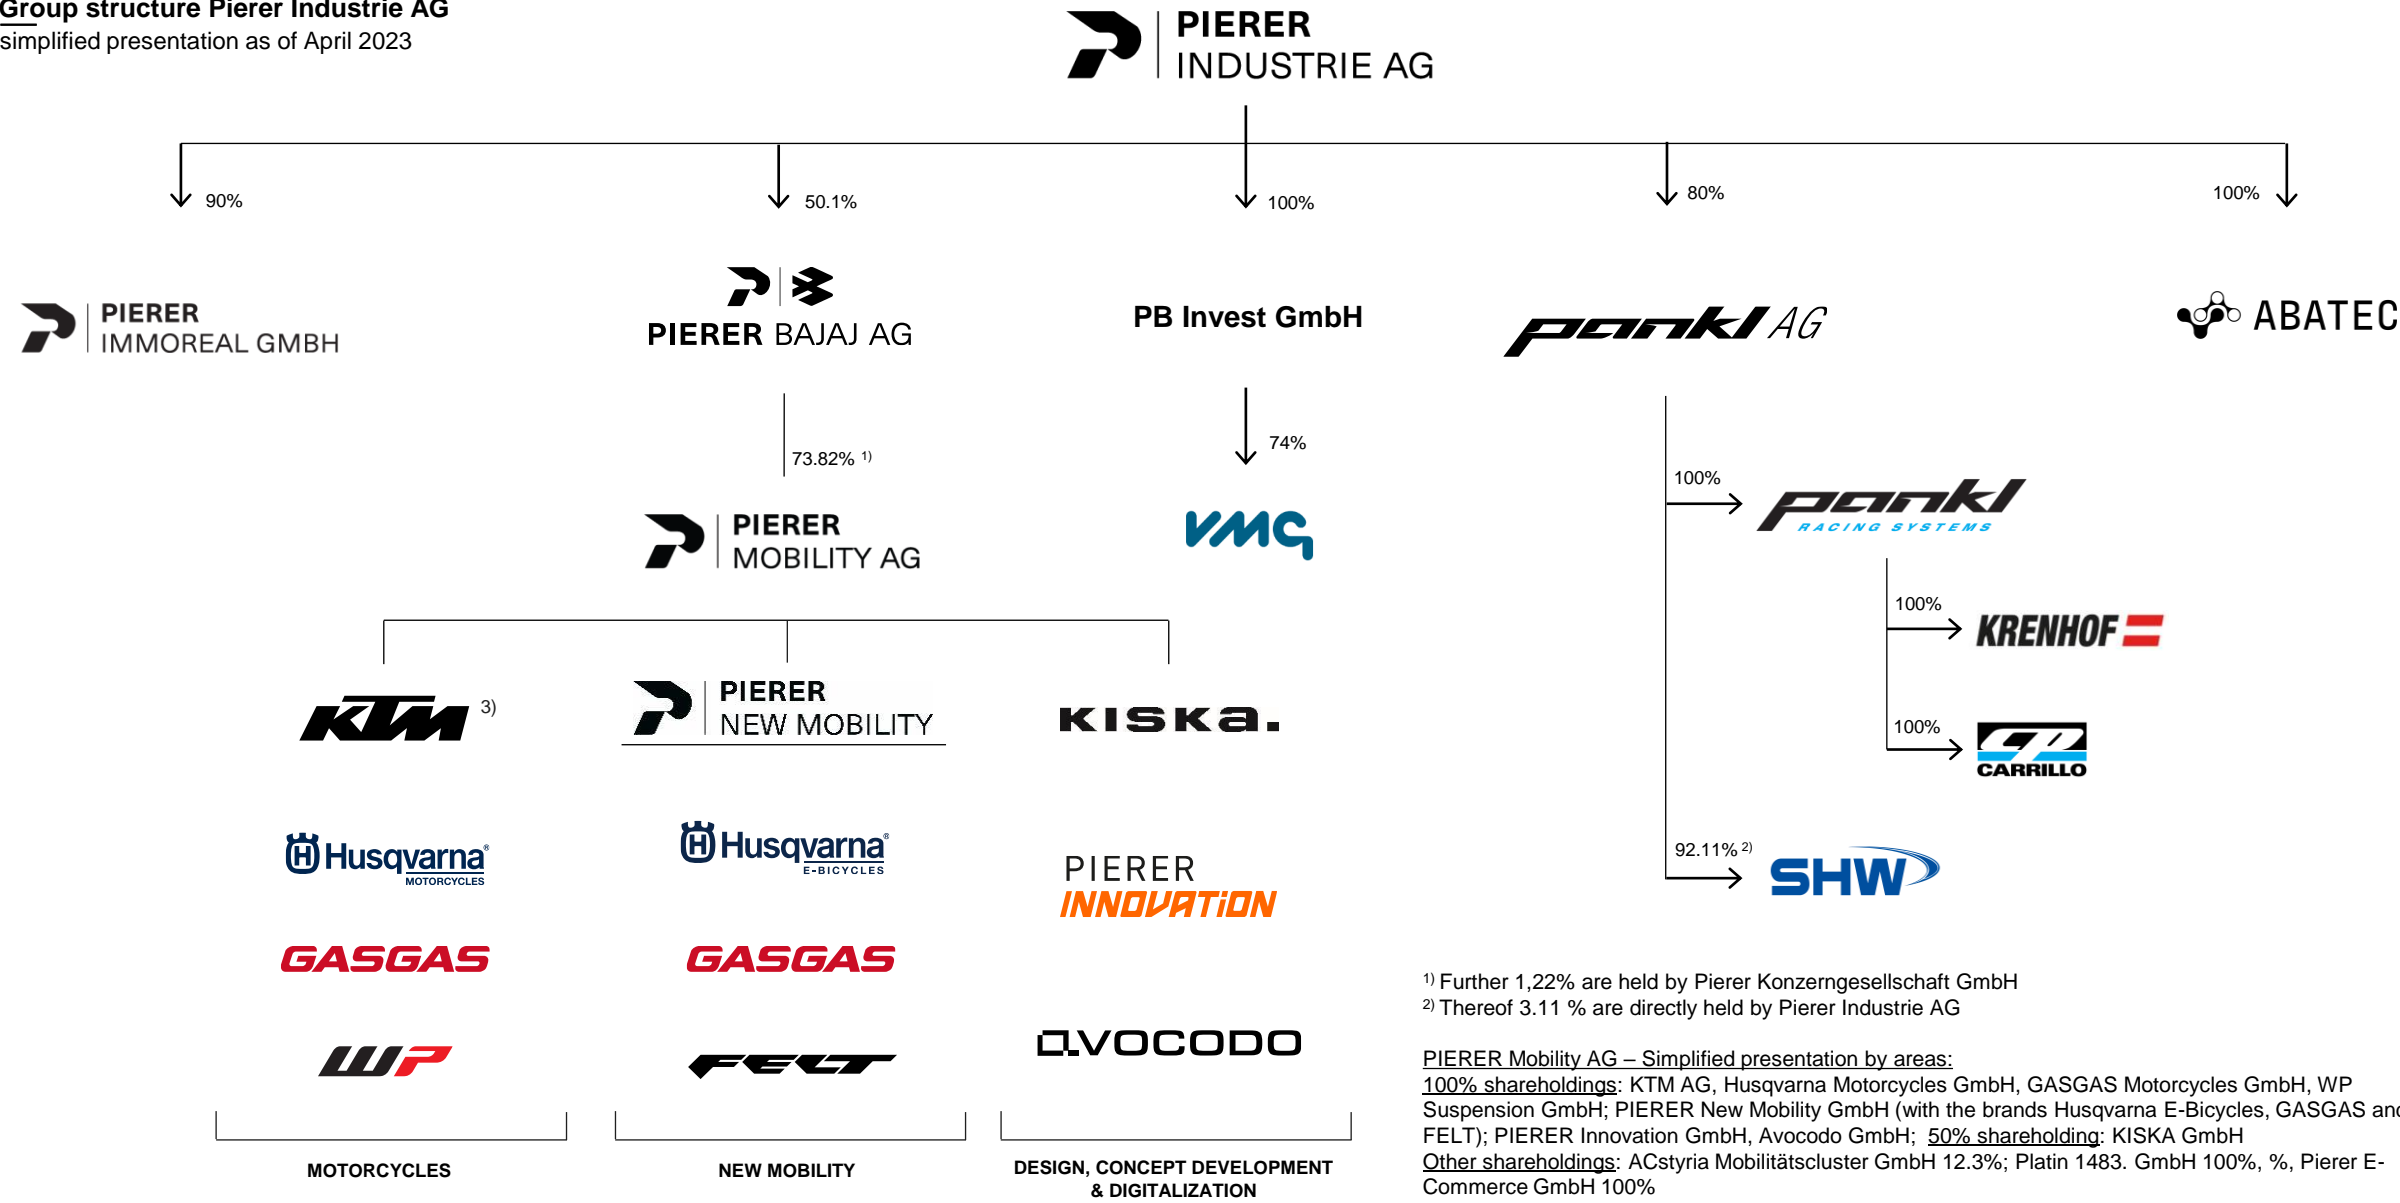 Group structure Pierer Industrie AG
simplified presentation as of April 2023
PIERER
INDUSTRIE AG
90%
50.1%
100%
80%
100%
PIERER
IMMOREAL GMBH
PIERER BAJAJ AG
PB Invest GmbH
pankl AG
ABATEC
73.82% 1)
74%
100%
PIERER
MOBILITY AG
VMG
pankl
RACING SYSTEMS
100%
KRENHOF
KTM 3)
PIERER
NEW MOBILITY
KISKa.
100%
CP
CARRILLO
Husqvarna®
MOTORCYCLES
Husqvarna®
E-BICYCLES
PIERER
INNOVATiON
92.11% 2)
SHW
GASGAS
GASGAS
WP
FELT
aVOCODO
MOTORCYCLES
NEW MOBILITY
DESIGN, CONCEPT DEVELOPMENT
& DIGITALIZATION
1) Further 1,22% are held by Pierer Konzerngesellschaft GmbH
2) Thereof 3.11 % are directly held by Pierer Industrie AG
PIERER Mobility AG – Simplified presentation by areas:
100% shareholdings: KTM AG, Husqvarna Motorcycles GmbH, GASGAS Motorcycles GmbH, WP
Suspension GmbH; PIERER New Mobility GmbH (with the brands Husqvarna E-Bicycles, GASGAS and
FELT); PIERER Innovation GmbH, Avocodo GmbH; 50% shareholding: KISKA GmbH
Other shareholdings: ACstyria Mobilitätscluster GmbH 12.3%; Platin 1483. GmbH 100%, %, Pierer E-
Commerce GmbH 100%